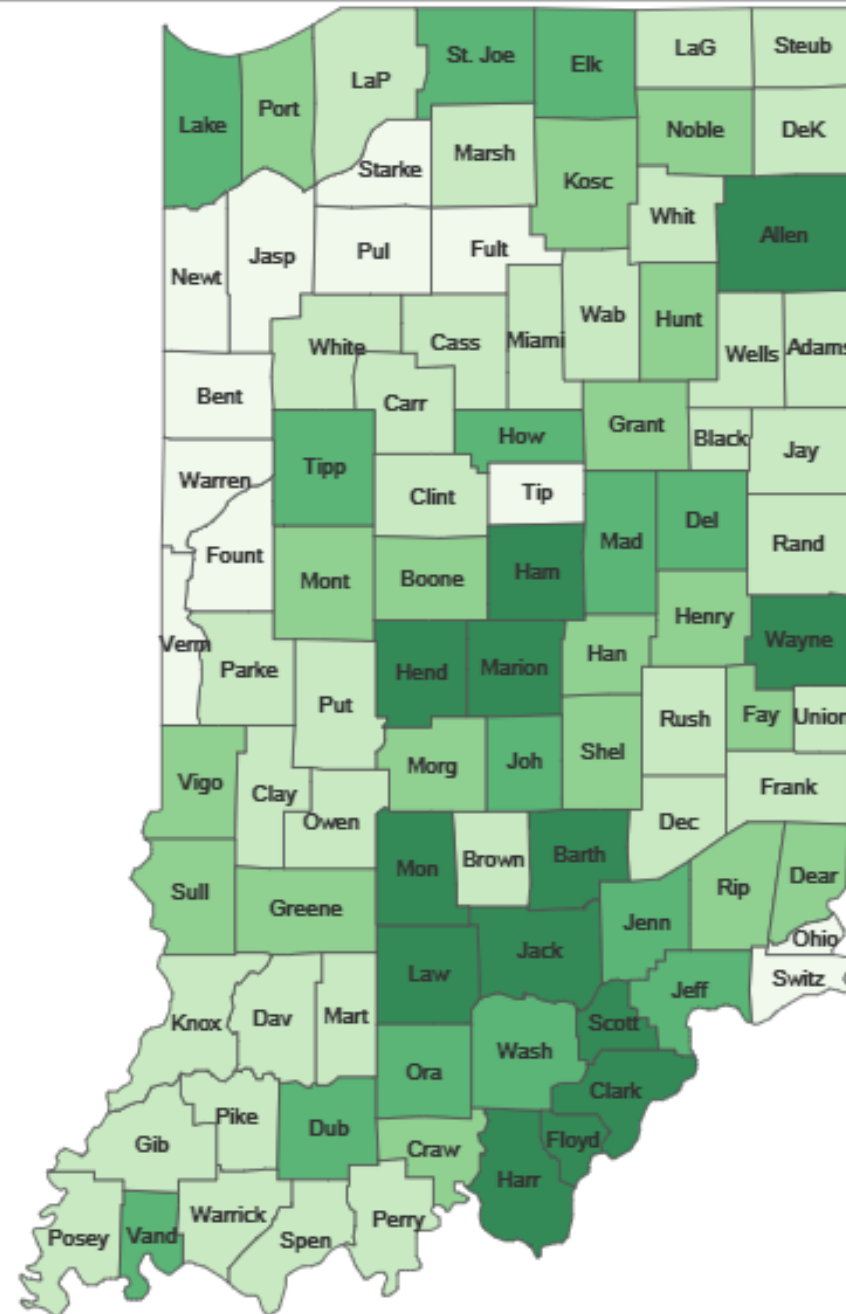 St. Joe
Elk
LaG
Steub
LaP
Port
Lake
Noble
DeK
Marsh
Starke
Kosc
Whit
Allen
Newt
Jasp
Pul
Fult
Wab
Hunt
Miami
Cass
White
Wells
Adams
Bent
Carr
How
Grant
Black
Jay
Tipp
Warren
Clint
Tip
Mad
Del
Rand
Fount
Mont
Boone
Ham
Henry
Wayne
Verm
Parke
Hend
Marion
Han
Put
Rush
Fay
Union
Vigo
Clay
Morg
Joh
Shel
Frank
Owen
Dec
Mon
Brown
Barth
Sull
Greene
Rip
Dear
Jenn
Ohio
Jack
Law
Switz
Jeff
Knox
Dav
Mart
Scott
Wash
Ora
Clark
Pike
Dub
Gib
Craw
Floyd
Harr
Posey
Vand
Warrick
Spen
Perry